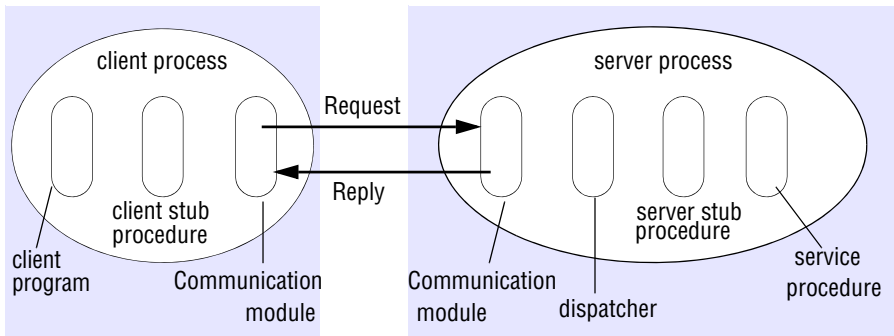 client process
server process
Request
Reply
client stub
procedure
server stub
procedure
client
program
Communication
module
Communication
module
dispatcher
service
procedure